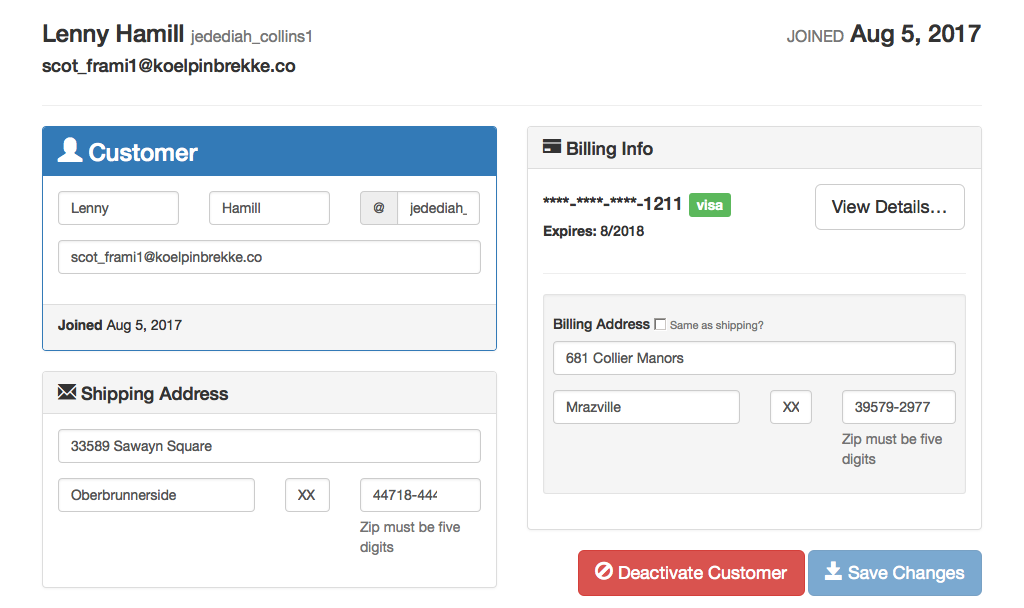 Lenny Hamill jedediah_collins1
JOINED Aug 5, 2017
scot_frami1@koelpinbrekke.co
Customer
Lenny
Hamill
@ jedediah_
scot_frami1@koelpinbrekke.co
Joined Aug 5, 2017
Shipping Address
33589 Sawayn Square
Oberbrunnerside
XX
44718-444
Zip must be five
digits
Billing Info
****-****-****-1211 visa
View Details...
Expires: 8/2018
Billing Address Same as shipping?
681 Collier Manors
Mrazville
XX
39579-2977
Zip must be five
digits
Deactivate Customer
Save Changes